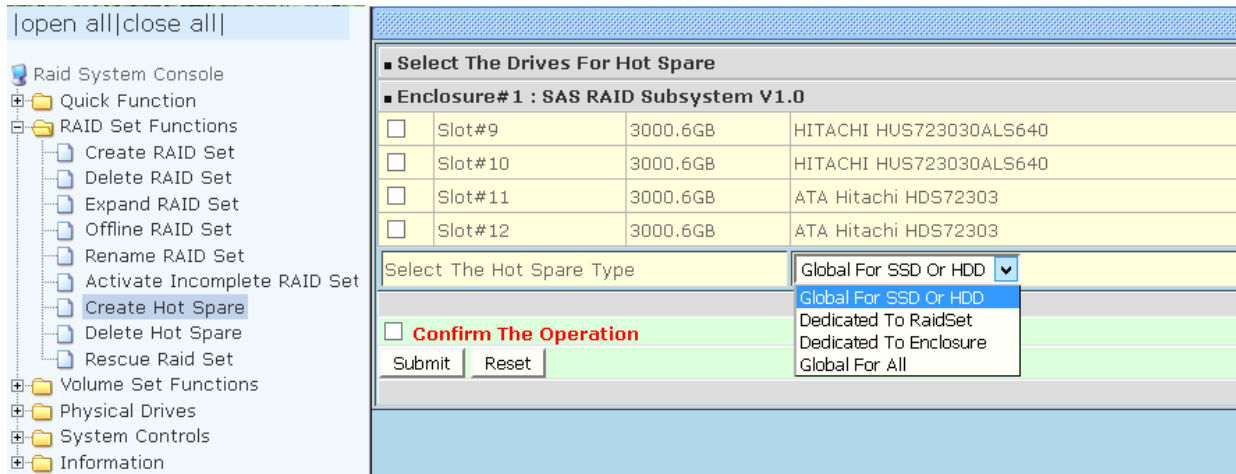 |open all|close all|
Raid System Console
Quick Function
RAID Set Functions
Create RAID Set
Delete RAID Set
Expand RAID Set
Offline RAID Set
Rename RAID Set
Activate Incomplete RAID Set
Create Hot Spare
Delete Hot Spare
Rescue Raid Set
Volume Set Functions
Physical Drives
System Controls
Information
Select The Drives For Hot Spare
Enclosure#1 : SAS RAID Subsystem V1.0
Slot#9 3000.6GB HITACHI HUS723030ALS640
Slot#10 3000.6GB HITACHI HUS723030ALS640
Slot#11 3000.6GB ATA Hitachi HDS72303
Slot#12 3000.6GB ATA Hitachi HDS72303
Select The Hot Spare Type Global For SSD Or HDD
Global For SSD Or HDD
Dedicated To RaidSet
Dedicated To Enclosure
Global For All
Confirm The Operation
Submit Reset